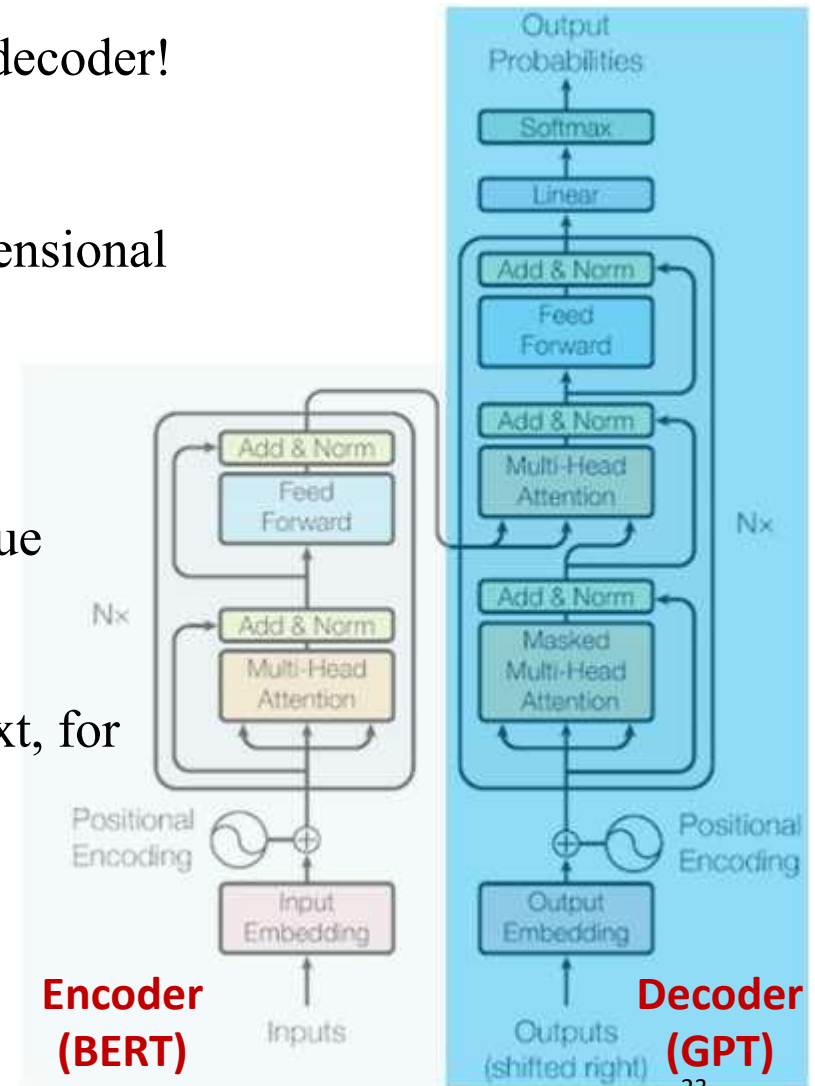 decoder!
ensional
ue
xt, for
Output
Probabilities
Softmax
Linear
Add & Norm
Feed
Forward
Add & Norm
Multi-Head
Attention
Nx
Add & Norm
Masked
Multi-Head
Attention
Positional
Encoding
Output
Embedding
Outputs
(shifted right)
Decoder
(GPT)
Add & Norm
Feed
Forward
Nx
Add & Norm
Multi-Head
Attention
Positional
Encoding
Input
Embedding
Inputs
Encoder
(BERT)